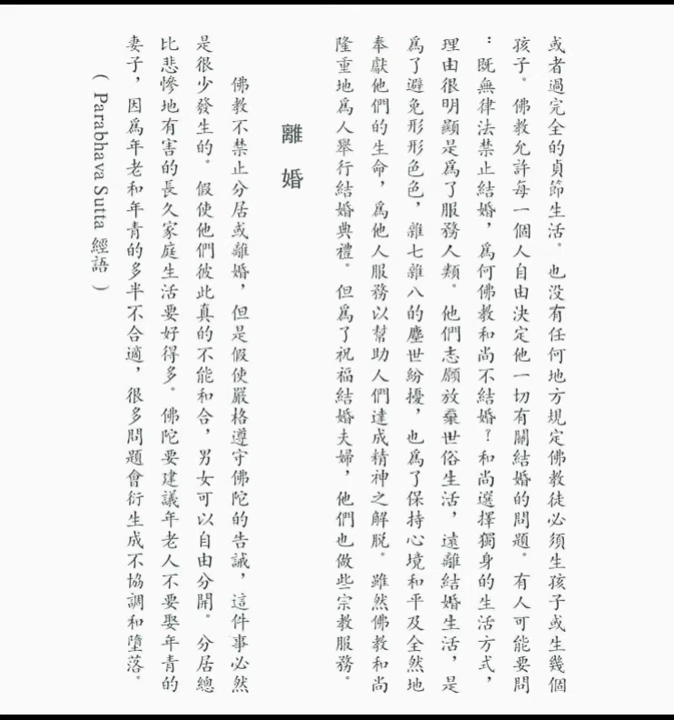 或者過完全的貞節生活。也没有任何地方規定佛教徒必須生孩子或生幾個
孩子。佛教允許每一個人自由決定他一切有關結婚的問題。有人可能要問
：既無律法禁止結婚，爲何佛教和尚不結婚？和尚選擇獨身的生活方式，
理由很明顯是爲了服務人類。他們志願放棄世俗生活，遠離結婚生活，是
爲了避免形形色色，雜七雜八的塵世紛擾，也爲了保持心境和平及全然地
奉獻他們的生命，爲他人服務以幫助人們達成精神之解脱。雖然佛教和尚
隆重地爲人舉行結婚典禮。但爲了祝福結婚夫婦，他們也做些宗教服務。
離婚
佛教不禁止分居或離婚，但是假使嚴格遵守佛陀的告誡，這件事必然
是很少發生的。假使他們彼此真的不能和合，男女可以自由分開。分居總
比悲慘地有害的長久家庭生活要好得多。佛陀要建議年老人不要娶年青的
妻子，因爲年老和年青的多半不合適，很多問題會衍生成不協調和墮落。
（Parabhava Sutta 經語）